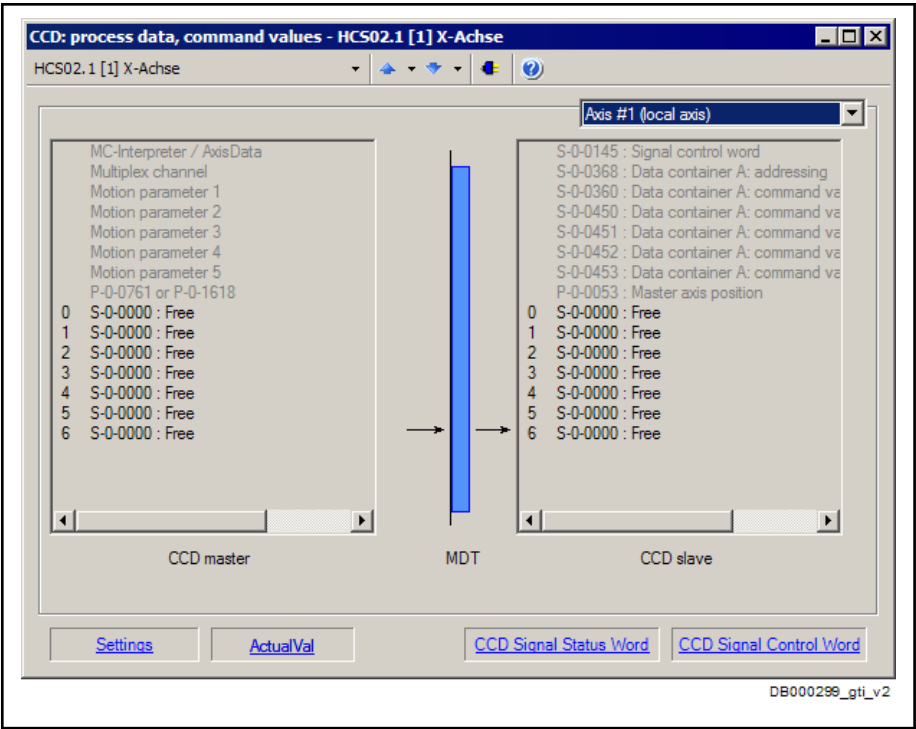 CCD: process data, command values - HCS02.1 [1] X-Achse
HCS02.1 [1] X-Achse
Axis #1 (local axis)
MC-Interpreter / AxisData
Multiplex channel
Motion parameter 1
Motion parameter 2
Motion parameter 3
Motion parameter 4
Motion parameter 5
P-0-0761 or P-0-1618
0 S-0-0000 : Free
1 S-0-0000 : Free
2 S-0-0000 : Free
3 S-0-0000 : Free
4 S-0-0000 : Free
5 S-0-0000 : Free
6 S-0-0000 : Free
CCD master
MDT
S-0-0145 : Signal control word
S-0-0368 : Data container A: addressing
S-0-0360 : Data container A: command va
S-0-0450 : Data container A: command va
S-0-0451 : Data container A: command va
S-0-0452 : Data container A: command va
S-0-0453 : Data container A: command va
P-0-0053 : Master axis position
0 S-0-0000 : Free
1 S-0-0000 : Free
2 S-0-0000 : Free
3 S-0-0000 : Free
4 S-0-0000 : Free
5 S-0-0000 : Free
6 S-0-0000 : Free
CCD slave
Settings
ActualVal
CCD Signal Status Word
CCD Signal Control Word
DB000299_gti_v2